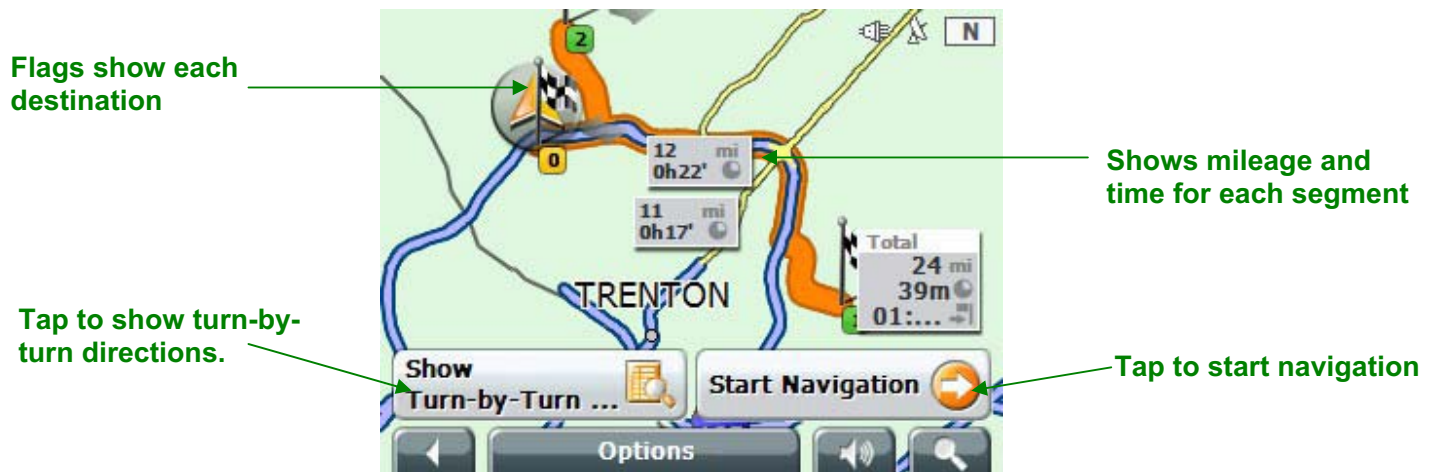 Flags show each
destination
2
N
0
12 mi
0h22'
11 mi
0h17'
Shows mileage and
time for each segment
Total
24 mi
39m
01:...
TRENTON
Tap to show turn-by-
turn directions.
Show
Turn-by-Turn ...
Start Navigation
Tap to start navigation
Options